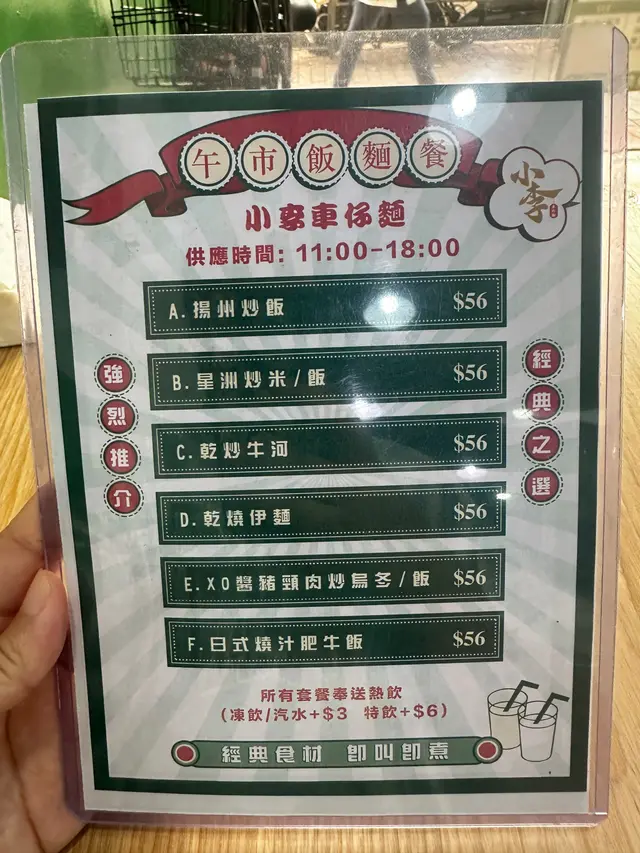 午市飯麵餐
小李
小李車仔麵
供應時間: 11:00-18:00
A.揚州炒飯 $56
B.星洲炒米/飯 $56
C.乾炒牛河 $56
D.乾燒伊麵 $56
E.XO醬豬頸肉炒烏冬/飯 $56
F.日式燒汁肥牛飯 $56
強烈推介
經典之選
所有套餐奉送熱飲
(凍飲/汽水+$3 特飲+$6)
經典食材 即叫即煮